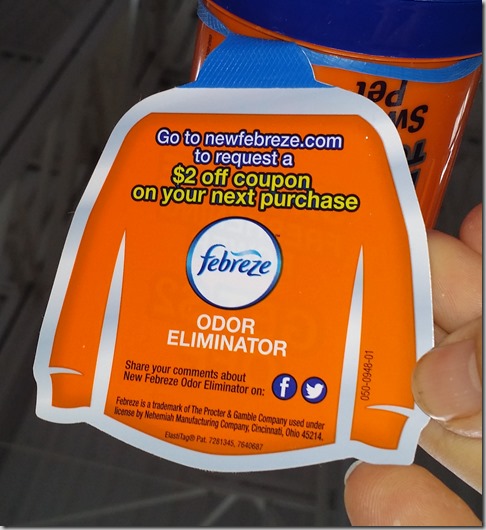 Go to newfebreze.com
to request a
$2 off coupon
on your next purchase
febreze™
ODOR
ELIMINATOR
Share your comments about
New Febreze Odor Eliminator on:
f
Febreze is a trademark of The Procter & Gamble Company used under
license by Nehemiah Manufacturing Company, Cincinnati, Ohio 45214.
ElastiTag® Pat. 7281345, 7640687
050-0948-01
Pet